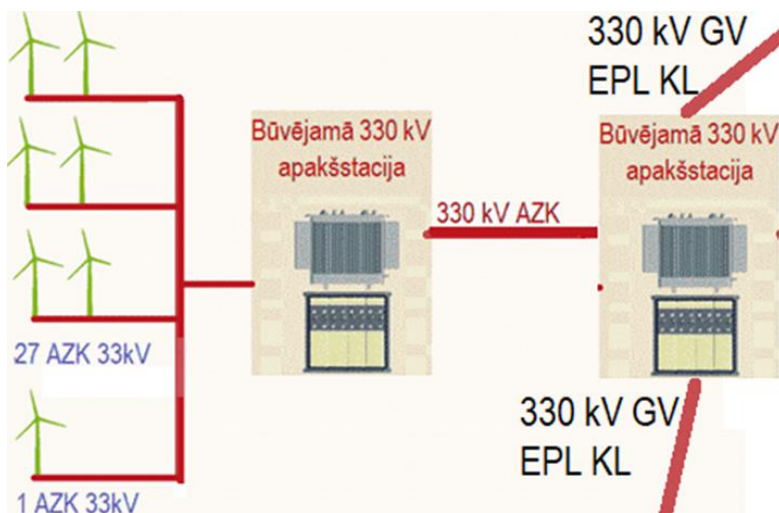 330 kV GV
EPL KL
Būvējamā 330 kV
apakšstacija
Būvējamā 330 kV
apakšstacija
330 kV AZK
27 AZK 33kV
330 kV GV
EPL KL
1 AZK 33kV